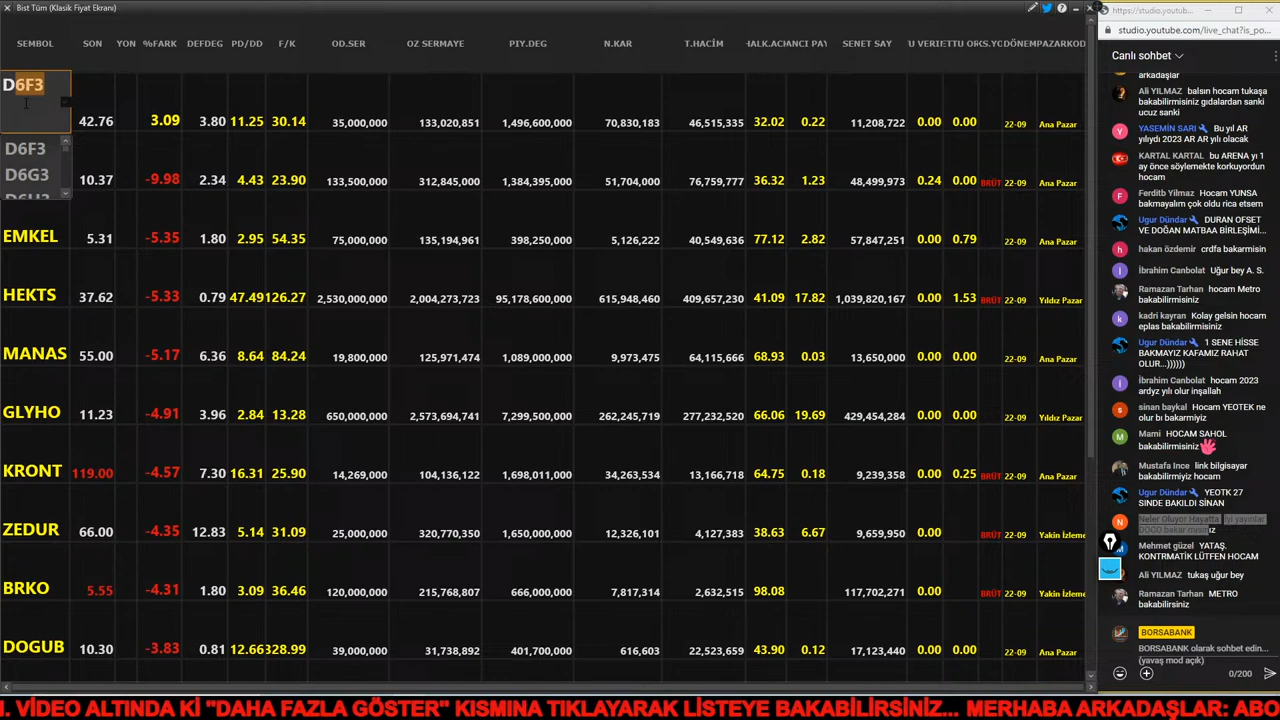 Bist Tüm (Klasik Fiyat Ekranı)
SEMBOL SON YON %FARK DEFDEG PD/DD F/K OD.SER OZ SERMAYE PIY.DEG N.KAR T.HACİM HALK.AC SENET SAY
D6F3
42.76 3.09 3.80 11.25 30.14 35,000,000 133,020,851 1,496,600,000 70,830,183 46,515,335 32.02 0.22 11,208,722 0.00 0.00 22-09 Ana Pazar
D6F3
D6G3
10.37 -9.98 2.34 4.43 23.90 133,500,000 312,845,000 1,384,395,000 51,704,000 76,759,777 36.32 1.23 48,499,973 0.24 0.00 BRÜT 22-09 Ana Pazar
EMKEL 5.31 -5.35 1.80 2.95 54.35 75,000,000 135,194,961 398,250,000 5,126,222 40,549,636 77.12 2.82 57,847,251 0.00 0.79 22-09 Ana Pazar
HEKTS 37.62 -5.33 0.79 47.49 126.27 2,530,000,000 2,004,273,723 95,178,600,000 615,948,460 409,657,230 41.09 17.82 1,039,820,167 0.00 1.53 BRÜT 22-09 Yıldız Pazar
MANAS 55.00 -5.17 6.36 8.64 84.24 19,800,000 125,971,474 1,089,000,000 9,973,475 64,115,666 68.93 0.03 13,650,000 0.00 0.00 22-09 Ana Pazar
GLYHO 11.23 -4.91 3.96 2.84 13.28 650,000,000 2,573,694,741 7,299,500,000 262,245,719 277,232,520 66.06 19.69 429,454,284 0.00 0.00 22-09 Yıldız Pazar
KRONT 119.00 -4.57 7.30 16.31 25.90 14,269,000 104,136,122 1,698,011,000 34,263,534 13,166,718 64.75 0.18 9,239,358 0.00 0.25 BRÜT 22-09 Ana Pazar
ZEDUR 66.00 -4.35 12.83 5.14 31.09 25,000,000 320,770,350 1,650,000,000 12,326,101 4,127,383 38.63 6.67 9,659,950 0.00 0.00 22-09 Yakin İzleme
BRKO 5.55 -4.31 1.80 3.09 36.46 120,000,000 215,768,807 666,000,000 7,817,314 2,632,515 98.08 117,702,271 0.00 BRÜT 22-09 Yakin İzleme
DOGUB 10.30 -3.83 0.81 12.66 328.99 39,000,000 31,738,892 401,700,000 616,603 22,523,659 43.90 0.12 17,123,440 0.00 0.00 22-09 Ana Pazar
https://studio.youtub...
studio.youtube.com/live_chat?is_po...
Canlı sohbet
arkadaşlar
Ali YILMAZ balsın hocam tukaşa
bakabilirmisiniz gıdalardan sanki
ucuz sanki
YASEMİN SARI Bu yıl AR
yılıydı 2023 AR AR yılı olacak
KARTAL KARTAL bu ARENA yı 1
ay önce söylemekte korkuyordun
hocam
Ferditb Yilmaz Hocam YUNSA
bakmayalım çok oldu rica etsem
Ugur Dündar DURAN OFSET
VE DOĞAN MATBAA BİRLEŞİMİ...
hakan özdemir crdfa bakarmisin
İbrahim Canbolat Uğur bey A. S.
Ramazan Tarhan hocam Metro
bakabilirmisiniz
kadri kayran Kolay gelsin hocam
eplas bakabilirmisiniz
Ugur Dündar 1 SENE HİSSE
BAKMAYIZ KAFAMIZ RAHAT
OLUR...))))))
İbrahim Canbolat hocam 2023
ardyz yılı olur inşallah
sinan baykal Hocam YEOTEK ne
olur bı bakarmiyiz
Mami HOCAM SAHOL
bakabilirmisiniz
Mustafa Ince link bilgisayar
bakabilirmiyiz hocam
Ugur Dündar YEOTK 27
SINDE BAKILDI SİNAN
Neler Oluyor Hayatta iyi yayınlar
Mehmet güzel YATAŞ.
KONTRMATİK LÜTFEN HOCAM
Ali YILMAZ tukaş uğur bey
Ramazan Tarhan METRO
bakabilirsiniz
BORSABANK
BORSABANK olarak sohbet edin...
(yavaş mod açık)
0/200
1. VİDEO ALTINDA Kİ "DAHA FAZLA GÖSTER" KISMINA TIKLAYARAK LİSTEYE BAKABİLİRSİNİZ... MERHABA ARKADAŞLAR: ABO